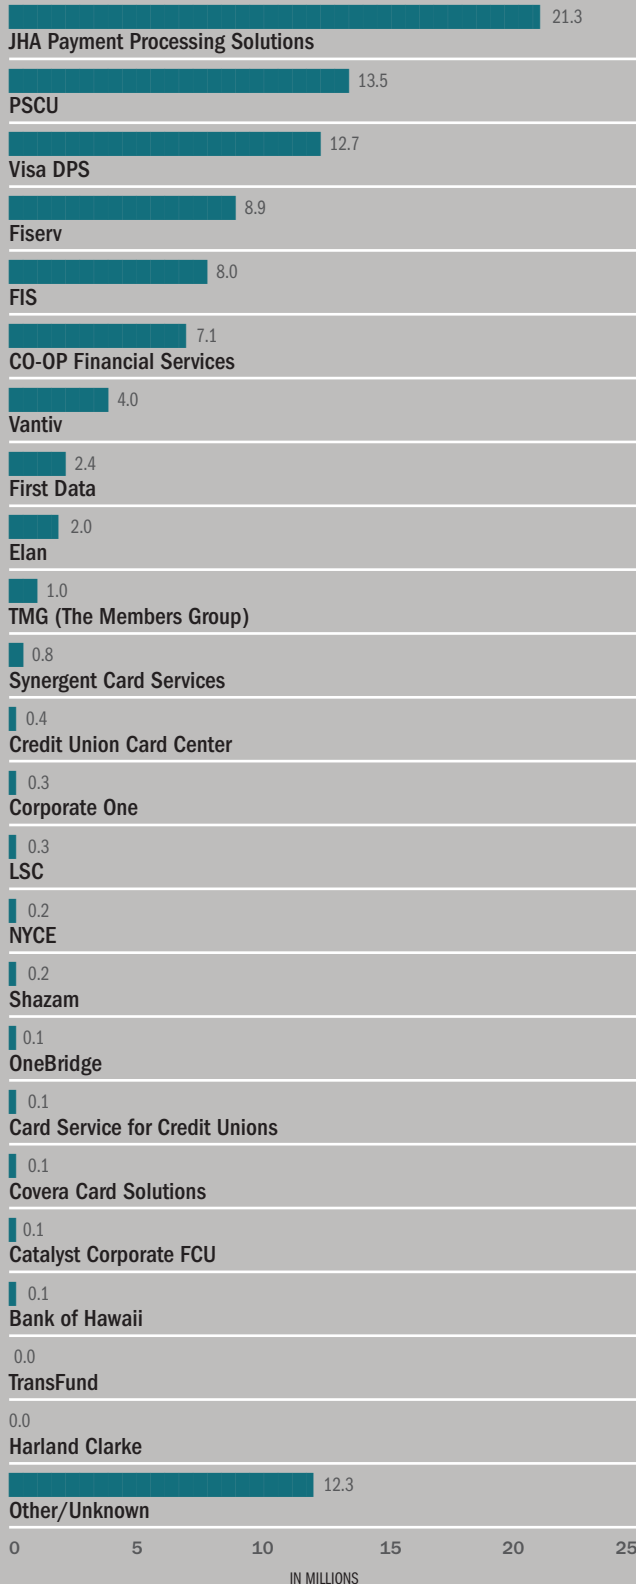 21.3
JHA Payment Processing Solutions
13.5
PSCU
12.7
Visa DPS
8.9
Fiserv
8.0
FIS
7.1
CO-OP Financial Services
4.0
Vantiv
2.4
First Data
2.0
Elan
1.0
TMG (The Members Group)
0.8
Synergent Card Services
0.4
Credit Union Card Center
0.3
Corporate One
0.3
LSC
0.2
NYCE
0.2
Shazam
0.1
OneBridge
0.1
Card Service for Credit Unions
0.1
Covera Card Solutions
0.1
Catalyst Corporate FCU
0.1
Bank of Hawaii
0.0
TransFund
0.0
Harland Clarke
12.3
Other/Unknown
0 5 10 15 20 25
IN MILLIONS